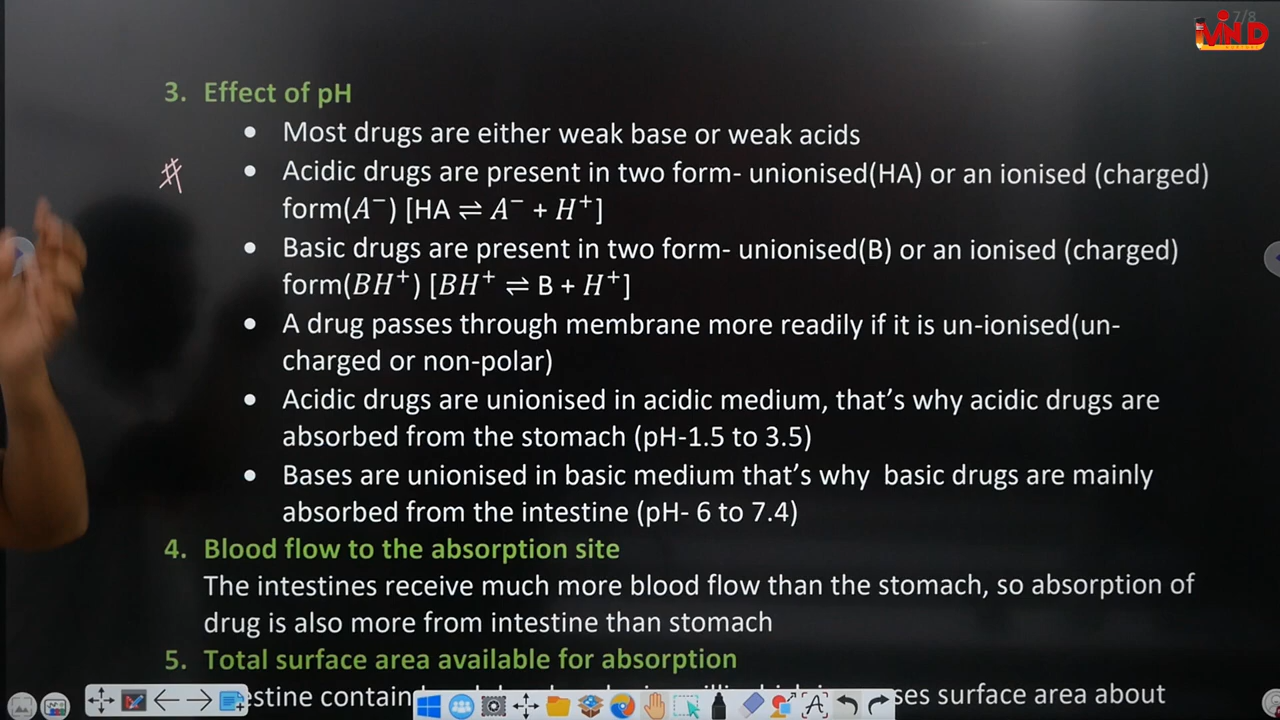 7/8
MIND
3. Effect of pH
• Most drugs are either weak base or weak acids
#
• Acidic drugs are present in two form- unionised(HA) or an ionised (charged)
form(A⁻) [HA ⇌ A⁻ + H⁺]
• Basic drugs are present in two form- unionised(B) or an ionised (charged)
form(BH⁺) [BH⁺ ⇌ B + H⁺]
• A drug passes through membrane more readily if it is un-ionised(un-
charged or non-polar)
• Acidic drugs are unionised in acidic medium, that's why acidic drugs are
absorbed from the stomach (pH-1.5 to 3.5)
• Bases are unionised in basic medium that's why basic drugs are mainly
absorbed from the intestine (pH- 6 to 7.4)
4. Blood flow to the absorption site
The intestines receive much more blood flow than the stomach, so absorption of
drug is also more from intestine than stomach
5. Total surface area available for absorption
surface area about